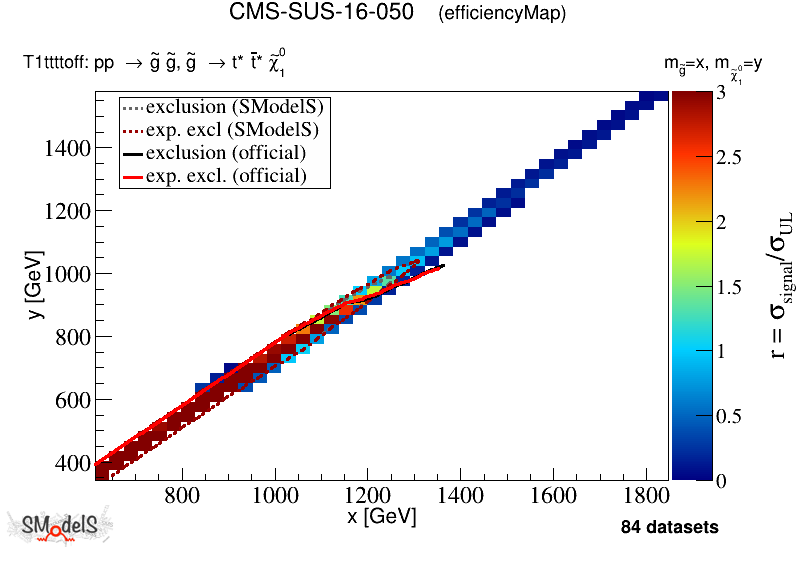 CMS-SUS-16-050 (efficiencyMap)
T1ttttoff: pp → g̃ g̃, g̃ → t* t̄* χ̃₁⁰
m_g̃=x, m_χ̃₁⁰=y
exclusion (SModelS)
exp. excl (SModelS)
exclusion (official)
exp. excl. (official)
1400
1200
1000
800
600
400
y [GeV]
800 1000 1200 1400 1600 1800
x [GeV]
3
2.5
2
1.5
1
0.5
0
r = σ_signal/σ_UL
SModelS
84 datasets